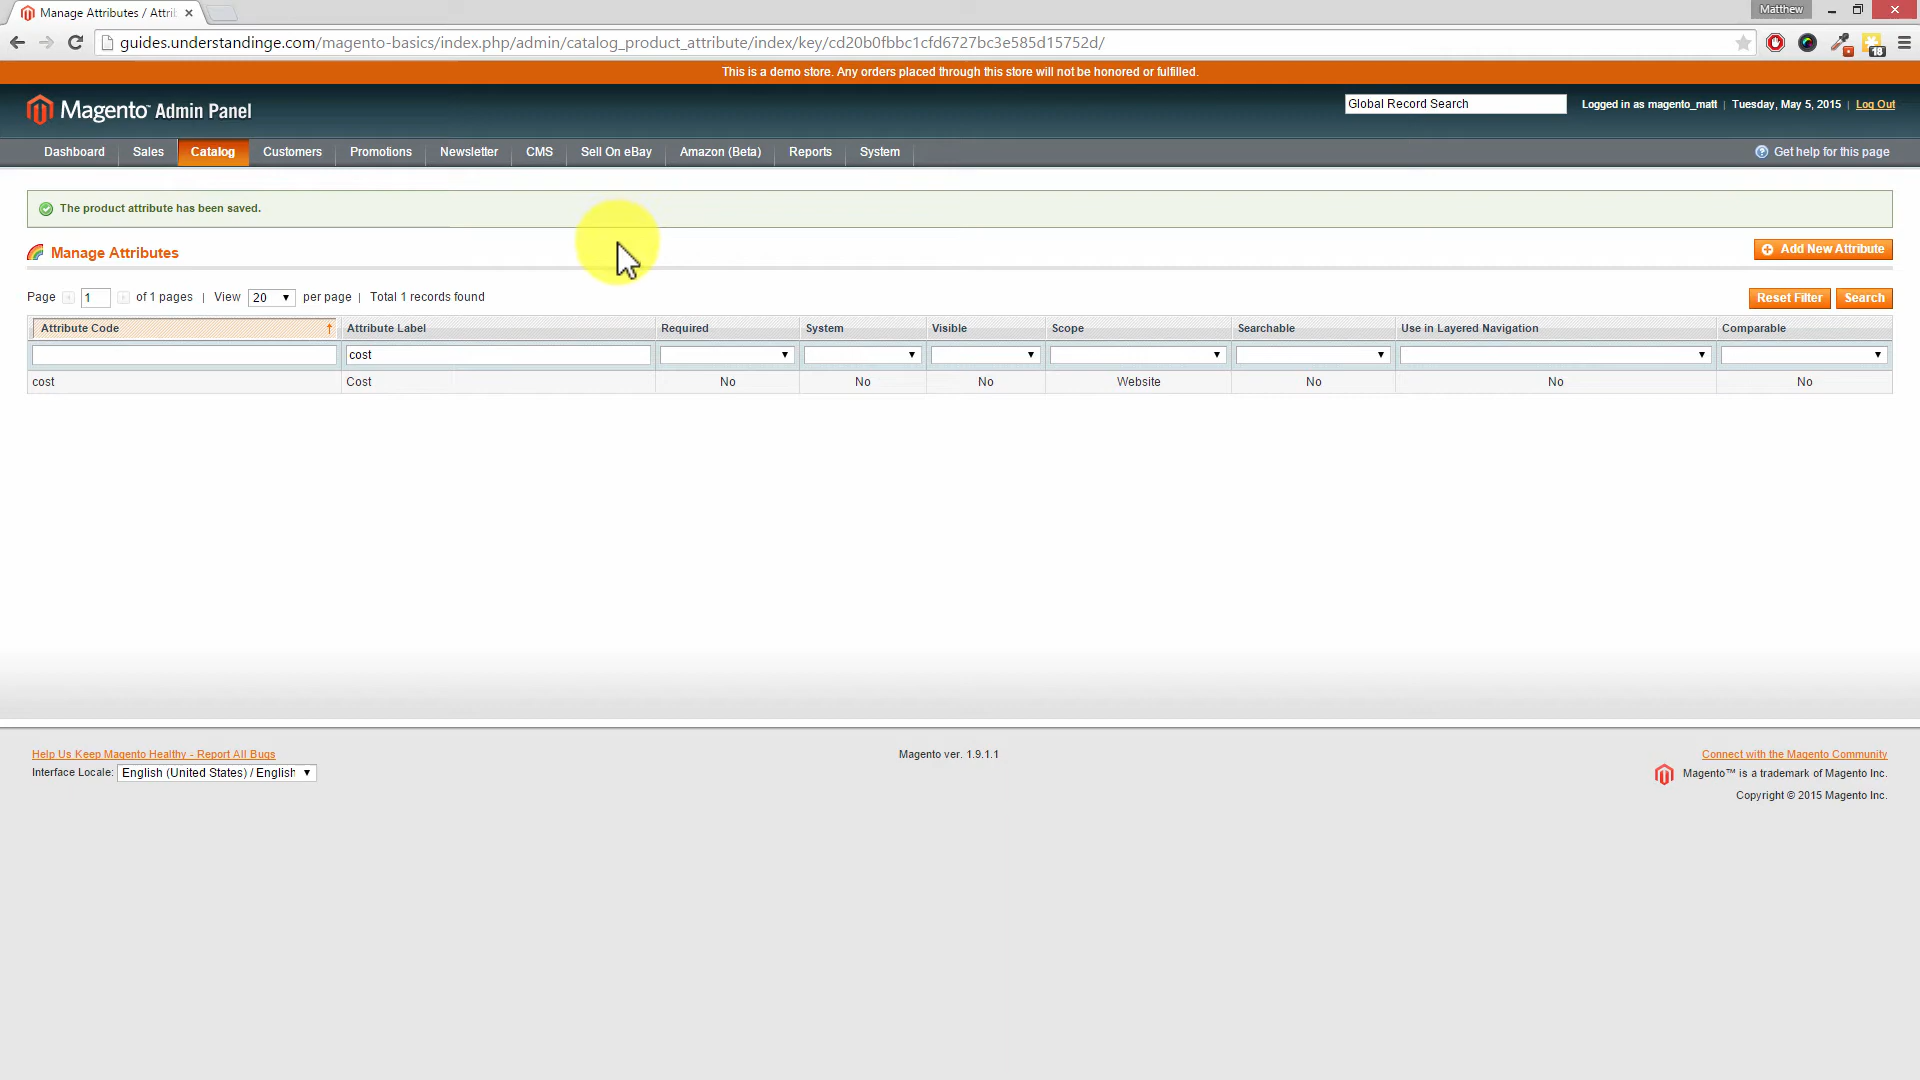 Manage Attributes / Attri
Matthew
guides.understandinge.com/magento-basics/index.php/admin/catalog_product_attribute/index/key/cd20b0fbbc1cfd6727bc3e585d15752d/
18
This is a demo store. Any orders placed through this store will not be honored or fulfilled.
Magento™ Admin Panel
Global Record Search
Logged in as magento_matt | Tuesday, May 5, 2015 | Log Out
Dashboard Sales Catalog Customers Promotions Newsletter CMS Sell On eBay Amazon (Beta) Reports System
Get help for this page
The product attribute has been saved.
Manage Attributes
Add New Attribute
Page 1 of 1 pages | View 20 per page | Total 1 records found
Reset Filter Search
Attribute Code Attribute Label Required System Visible Scope Searchable Use in Layered Navigation Comparable
cost
cost Cost No No No Website No No No
Help Us Keep Magento Healthy - Report All Bugs
Interface Locale: English (United States) / English
Magento ver. 1.9.1.1
Connect with the Magento Community
Magento™ is a trademark of Magento Inc.
Copyright © 2015 Magento Inc.